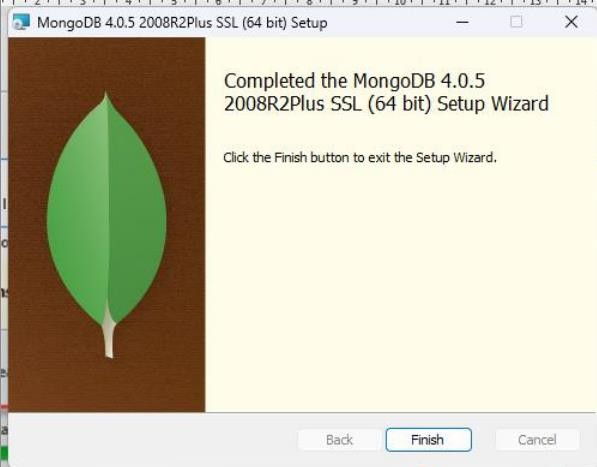 MongoDB 4.0.5 2008R2Plus SSL (64 bit) Setup
Completed the MongoDB 4.0.5
2008R2Plus SSL (64 bit) Setup Wizard
Click the Finish button to exit the Setup Wizard.
Back
Finish
Cancel